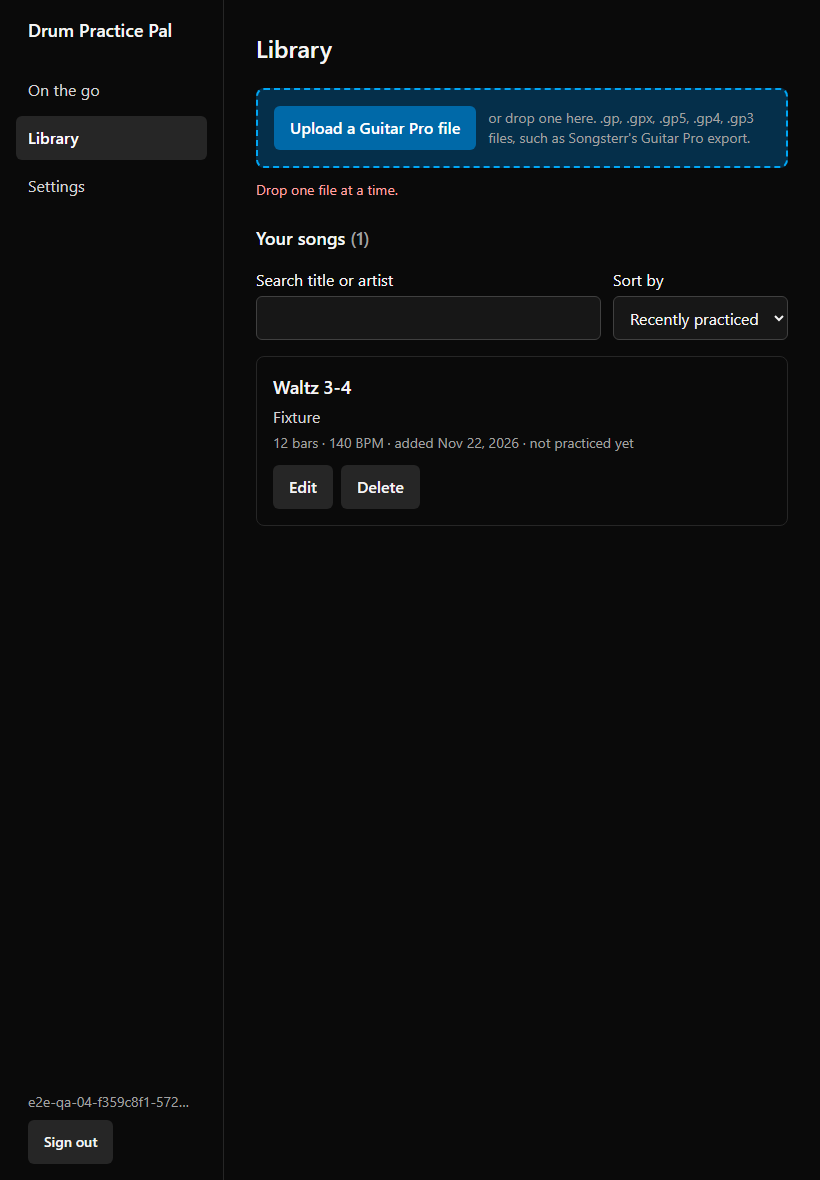 Drum Practice Pal
On the go
Library
Settings
e2e-qa-04-f359c8f1-572...
Sign out
Library
Upload a Guitar Pro file
or drop one here. .gp, .gpx, .gp5, .gp4, .gp3
files, such as Songsterr's Guitar Pro export.
Drop one file at a time.
Your songs (1)
Search title or artist
Sort by
Recently practiced
Waltz 3-4
Fixture
12 bars · 140 BPM · added Nov 22, 2026 · not practiced yet
Edit
Delete